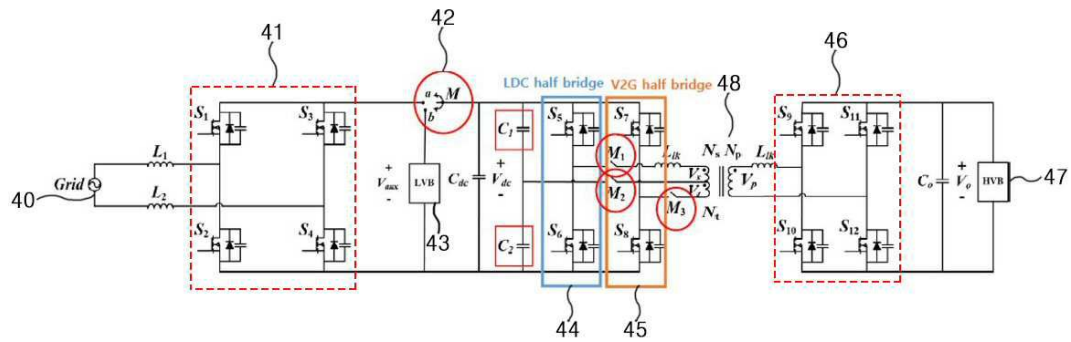 41
42
46
LDC half bridge
V2G half bridge
48
S1
S3
a
M
b
C1
S5
S7
Ns Np
S9
S11
L1
M1
Llk
Llk
Grid
40
L2
+
Vaux
-
LVB
Cdc
+
Vdc
-
M2
Vs
Vt
Vp
M3
Nt
Co
+
Vo
-
HVB
47
43
S2
S4
C2
S6
S8
S10
S12
44
45